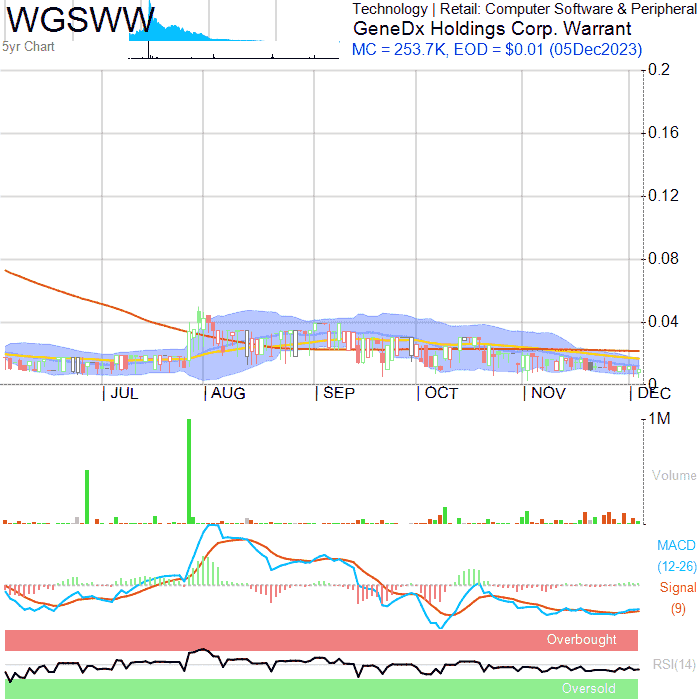 WGSWW
5yr Chart
Technology | Retail: Computer Software & Peripheral
GeneDx Holdings Corp. Warrant
MC = 253.7K, EOD = $0.01 (05Dec2023)
0.2
0.16
0.12
0.08
0.04
0
JUL AUG SEP OCT NOV DEC
1M
Volume
MACD
(12-26)
Signal
(9)
Overbought
RSI(14)
Oversold